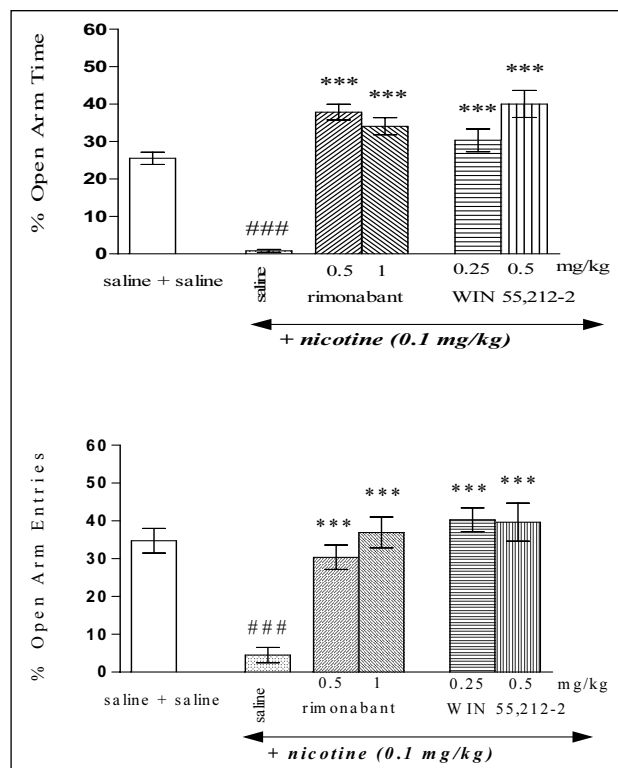 % Open Arm Time
60
50
40
30
20
10
0
###
***
***
***
***
saline + saline
saline
0.5
1
rimonabant
0.25
0.5
mg/kg
WIN 55,212-2
+ nicotine (0.1 mg/kg)
% Open Arm Entries
60
50
40
30
20
10
0
###
***
***
***
***
saline + saline
saline
0.5
1
rimonabant
0.25
0.5
mg/kg
WIN 55,212-2
+ nicotine (0.1 mg/kg)